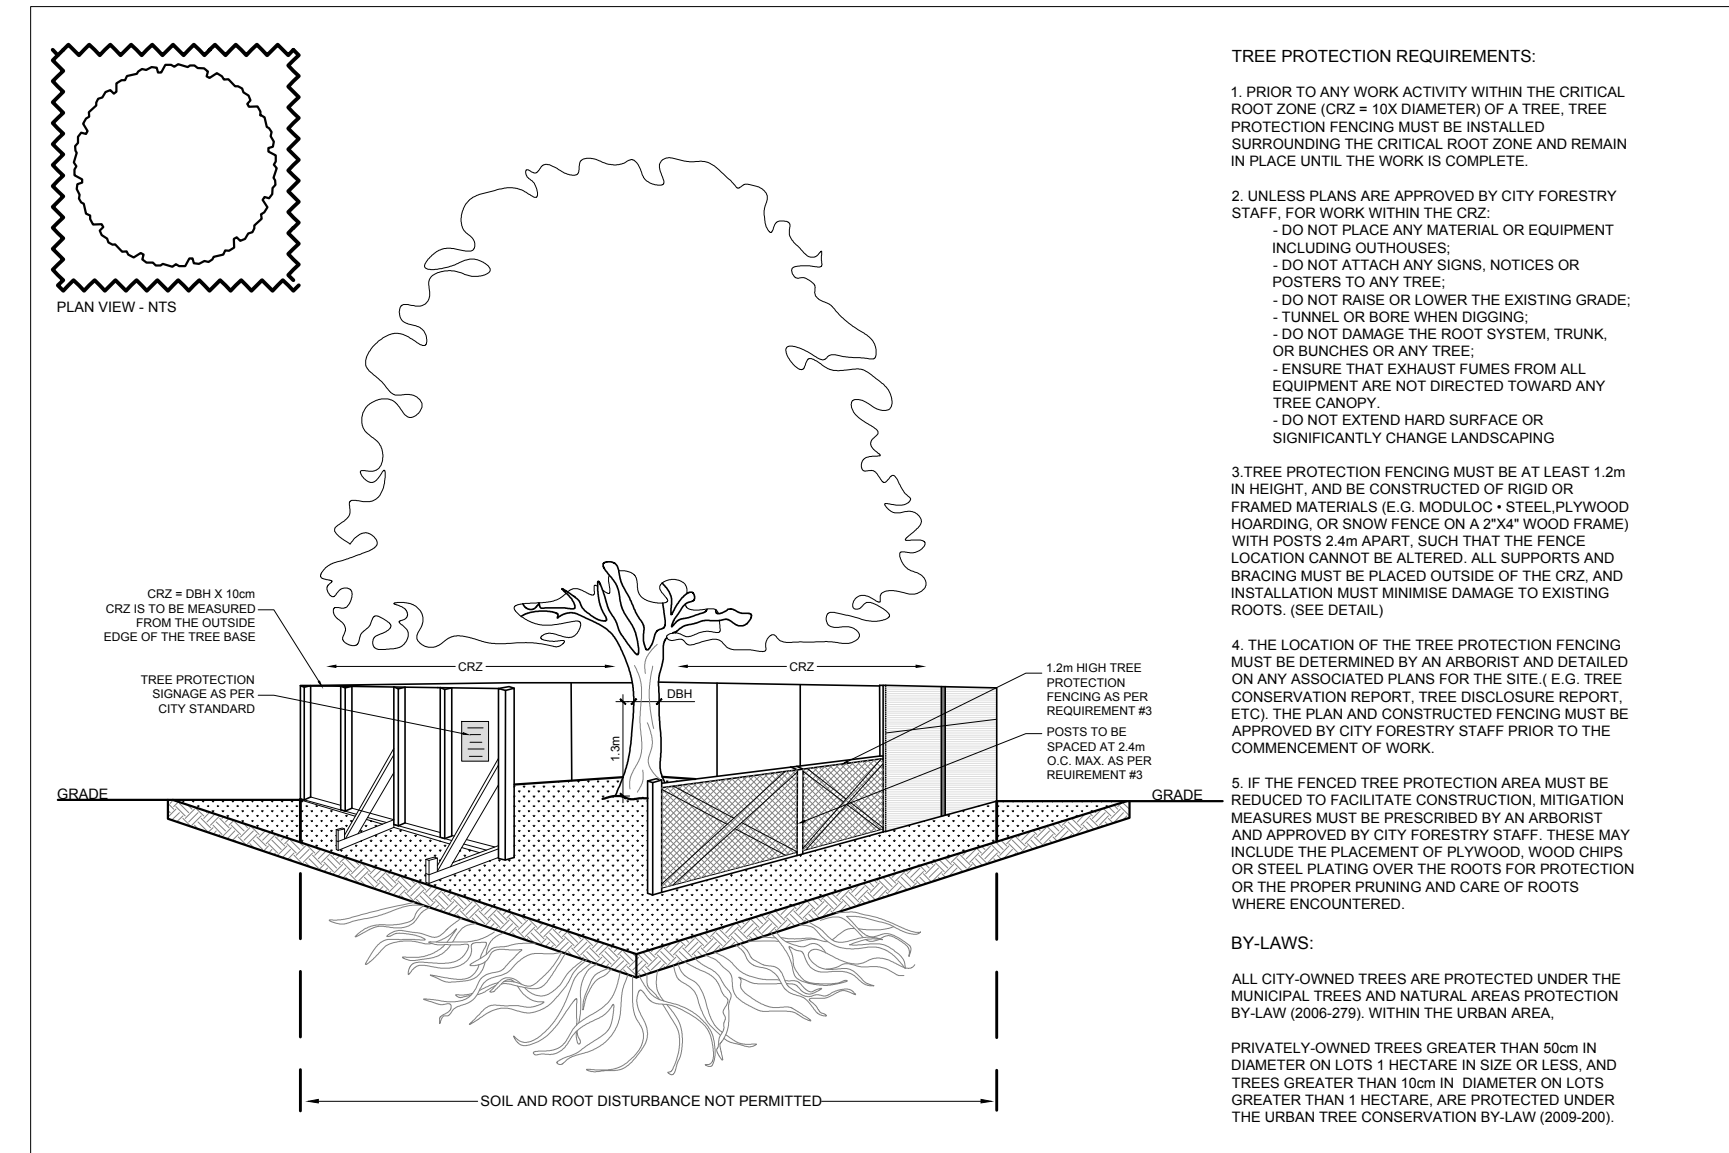 PLAN VIEW - NTS
CRZ = DBH X 10cm
CRZ IS TO BE MEASURED
FROM THE OUTSIDE
EDGE OF THE TREE BASE
TREE PROTECTION
SIGNAGE AS PER
CITY STANDARD
CRZ
CRZ
DBH
1.3m
1.2m HIGH TREE
PROTECTION
FENCING AS PER
REQUIREMENT #3
POSTS TO BE
SPACED AT 2.4m
O.C. MAX. AS PER
REUIREMENT #3
GRADE
GRADE
SOIL AND ROOT DISTURBANCE NOT PERMITTED
TREE PROTECTION REQUIREMENTS:
1. PRIOR TO ANY WORK ACTIVITY WITHIN THE CRITICAL
ROOT ZONE (CRZ = 10X DIAMETER) OF A TREE, TREE
PROTECTION FENCING MUST BE INSTALLED
SURROUNDING THE CRITICAL ROOT ZONE AND REMAIN
IN PLACE UNTIL THE WORK IS COMPLETE.
2. UNLESS PLANS ARE APPROVED BY CITY FORESTRY
STAFF, FOR WORK WITHIN THE CRZ:
- DO NOT PLACE ANY MATERIAL OR EQUIPMENT
INCLUDING OUTHOUSES;
- DO NOT ATTACH ANY SIGNS, NOTICES OR
POSTERS TO ANY TREE;
- DO NOT RAISE OR LOWER THE EXISTING GRADE;
- TUNNEL OR BORE WHEN DIGGING;
- DO NOT DAMAGE THE ROOT SYSTEM, TRUNK,
OR BUNCHES OR ANY TREE;
- ENSURE THAT EXHAUST FUMES FROM ALL
EQUIPMENT ARE NOT DIRECTED TOWARD ANY
TREE CANOPY.
- DO NOT EXTEND HARD SURFACE OR
SIGNIFICANTLY CHANGE LANDSCAPING
3.TREE PROTECTION FENCING MUST BE AT LEAST 1.2m
IN HEIGHT, AND BE CONSTRUCTED OF RIGID OR
FRAMED MATERIALS (E.G. MODULOC • STEEL,PLYWOOD
HOARDING, OR SNOW FENCE ON A 2"X4" WOOD FRAME)
WITH POSTS 2.4m APART, SUCH THAT THE FENCE
LOCATION CANNOT BE ALTERED. ALL SUPPORTS AND
BRACING MUST BE PLACED OUTSIDE OF THE CRZ, AND
INSTALLATION MUST MINIMISE DAMAGE TO EXISTING
ROOTS. (SEE DETAIL)
4. THE LOCATION OF THE TREE PROTECTION FENCING
MUST BE DETERMINED BY AN ARBORIST AND DETAILED
ON ANY ASSOCIATED PLANS FOR THE SITE.( E.G. TREE
CONSERVATION REPORT, TREE DISCLOSURE REPORT,
ETC). THE PLAN AND CONSTRUCTED FENCING MUST BE
APPROVED BY CITY FORESTRY STAFF PRIOR TO THE
COMMENCEMENT OF WORK.
5. IF THE FENCED TREE PROTECTION AREA MUST BE
REDUCED TO FACILITATE CONSTRUCTION, MITIGATION
MEASURES MUST BE PRESCRIBED BY AN ARBORIST
AND APPROVED BY CITY FORESTRY STAFF. THESE MAY
INCLUDE THE PLACEMENT OF PLYWOOD, WOOD CHIPS
OR STEEL PLATING OVER THE ROOTS FOR PROTECTION
OR THE PROPER PRUNING AND CARE OF ROOTS
WHERE ENCOUNTERED.
BY-LAWS:
ALL CITY-OWNED TREES ARE PROTECTED UNDER THE
MUNICIPAL TREES AND NATURAL AREAS PROTECTION
BY-LAW (2006-279). WITHIN THE URBAN AREA,
PRIVATELY-OWNED TREES GREATER THAN 50cm IN
DIAMETER ON LOTS 1 HECTARE IN SIZE OR LESS, AND
TREES GREATER THAN 10cm IN DIAMETER ON LOTS
GREATER THAN 1 HECTARE, ARE PROTECTED UNDER
THE URBAN TREE CONSERVATION BY-LAW (2009-200).